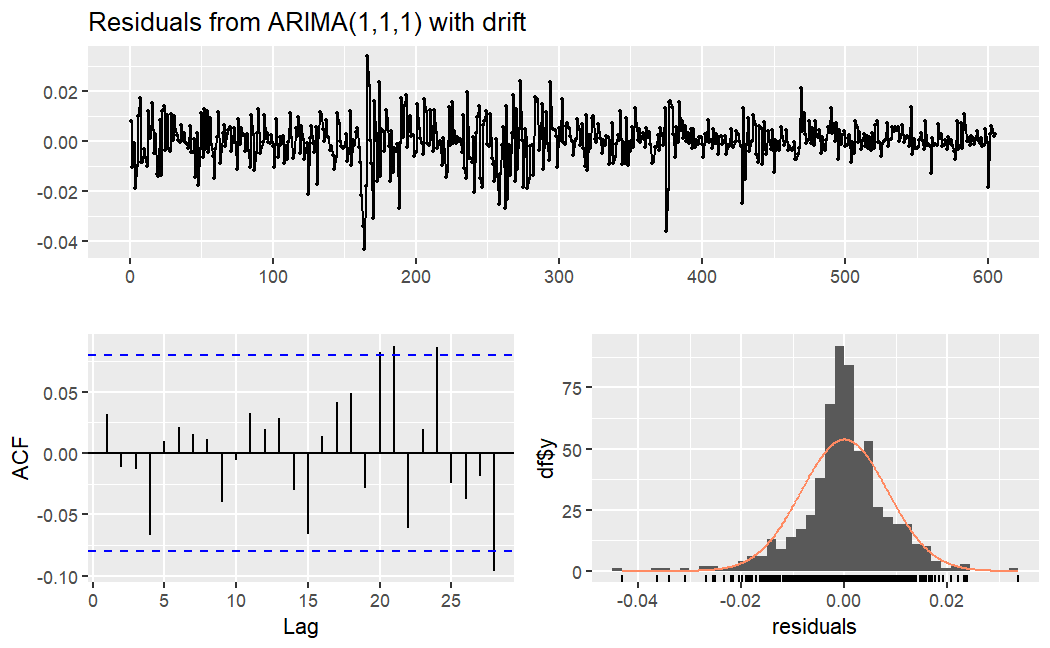 Residuals from ARIMA(1,1,1) with drift
0.02
0.00
-0.02
-0.04
0 100 200 300 400 500 600
ACF
0.05
0.00
-0.05
-0.10
0 5 10 15 20 25
Lag
df$y
75
50
25
0
-0.04 -0.02 0.00 0.02
residuals